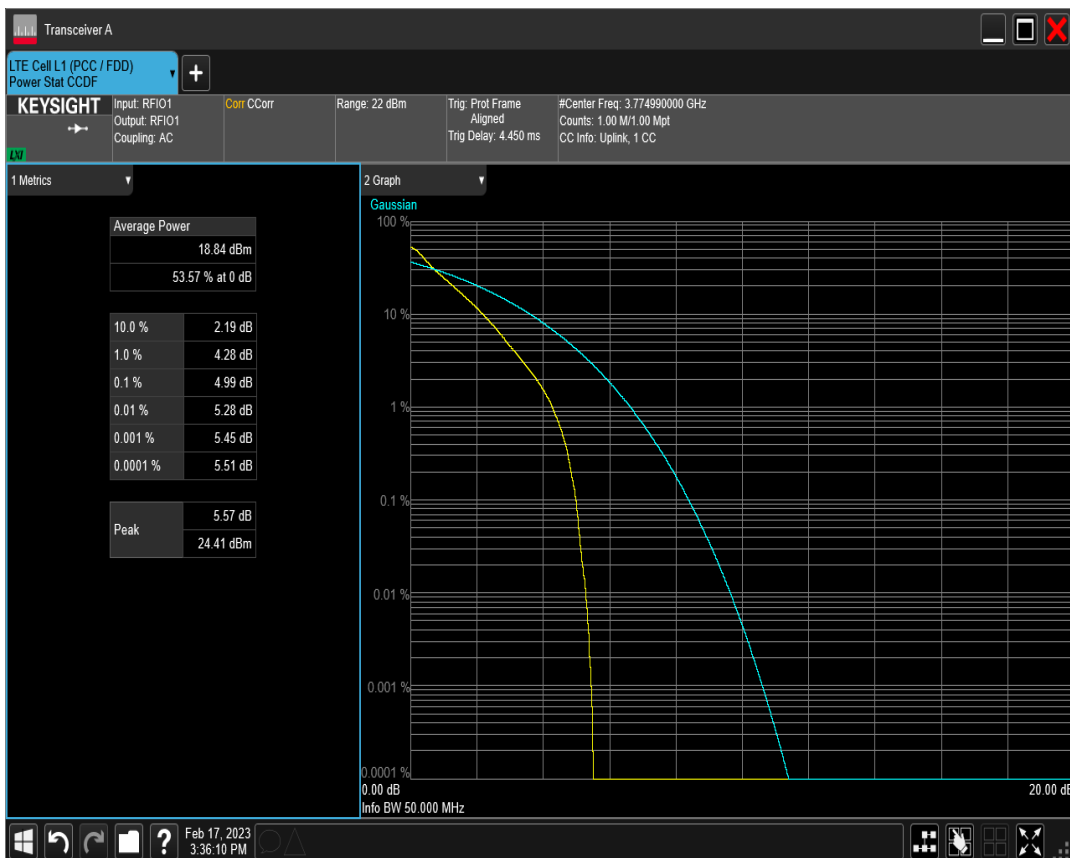 Transceiver A
LTE Cell L1 (PCC / FDD)
Power Stat CCDF
+
KEYSIGHT
LXI
Input: RFIO1
Output: RFIO1
Coupling: AC
Corr CCorr
Range: 22 dBm
Trig: Prot Frame
Aligned
Trig Delay: 4.450 ms
#Center Freq: 3.774990000 GHz
Counts: 1.00 M/1.00 Mpt
CC Info: Uplink, 1 CC
1 Metrics
Average Power
18.84 dBm
53.57 % at 0 dB
10.0 % 2.19 dB
1.0 % 4.28 dB
0.1 % 4.99 dB
0.01 % 5.28 dB
0.001 % 5.45 dB
0.0001 % 5.51 dB
Peak
5.57 dB
24.41 dBm
2 Graph
Gaussian
100 %
10 %
1 %
0.1 %
0.01 %
0.001 %
0.0001 %
0.00 dB
20.00 dB
Info BW 50.000 MHz
?
Feb 17, 2023
3:36:10 PM